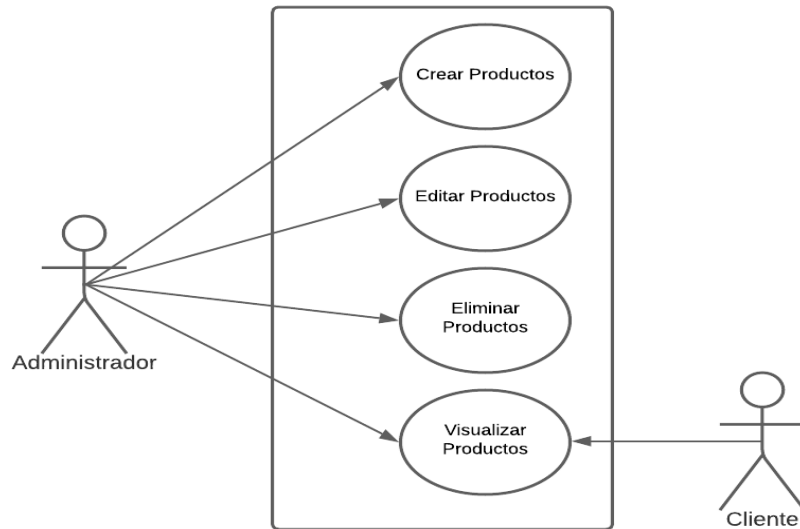 Crear Productos
Editar Productos
Eliminar
Productos
Administrador
Visualizar
Productos
Cliente